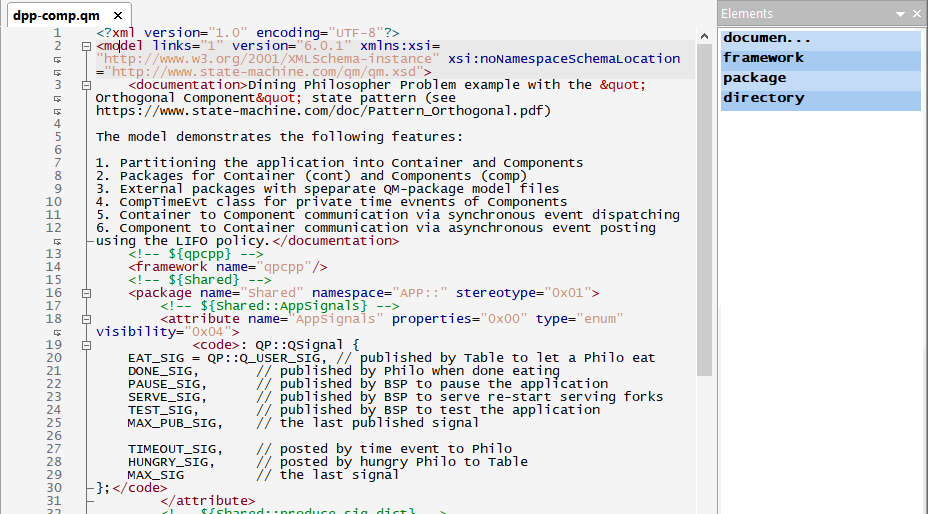 dpp-comp.qm ×
1 <?xml version="1.0" encoding="UTF-8"?>
2 <model links="1" version="6.0.1" xmlns:xsi=
"http://www.w3.org/2001/XMLSchema-instance" xsi:noNamespaceSchemaLocation
="http://www.state-machine.com/qm/qm.xsd">
3 <documentation>Dining Philosopher Problem example with the &quot;
Orthogonal Component&quot; state pattern (see
https://www.state-machine.com/doc/Pattern_Orthogonal.pdf)
4
5 The model demonstrates the following features:
6
7 1. Partitioning the application into Container and Components
8 2. Packages for Container (cont) and Components (comp)
9 3. External packages with speparate QM-package model files
10 4. CompTimeEvt class for private time evnents of Components
11 5. Container to Component communication via synchronous event dispatching
12 6. Component to Container communication via asynchronous event posting
using the LIFO policy.</documentation>
13 <!-- ${qpcpp} -->
14 <framework name="qpcpp"/>
15 <!-- ${Shared} -->
16 <package name="Shared" namespace="APP::" stereotype="0x01">
17 <!-- ${Shared::AppSignals} -->
18 <attribute name="AppSignals" properties="0x00" type="enum"
visibility="0x04">
19 <code>: QP::QSignal {
20 EAT_SIG = QP::Q_USER_SIG, // published by Table to let a Philo eat
21 DONE_SIG, // published by Philo when done eating
22 PAUSE_SIG, // published by BSP to pause the application
23 SERVE_SIG, // published by BSP to serve re-start serving forks
24 TEST_SIG, // published by BSP to test the application
25 MAX_PUB_SIG, // the last published signal
26
27 TIMEOUT_SIG, // posted by time event to Philo
28 HUNGRY_SIG, // posted by hungry Philo to Table
29 MAX_SIG // the last signal
30 };</code>
31 </attribute>
32 <!-- ${Shared::produce_sig_dict} -->
Elements
documen...
framework
package
directory